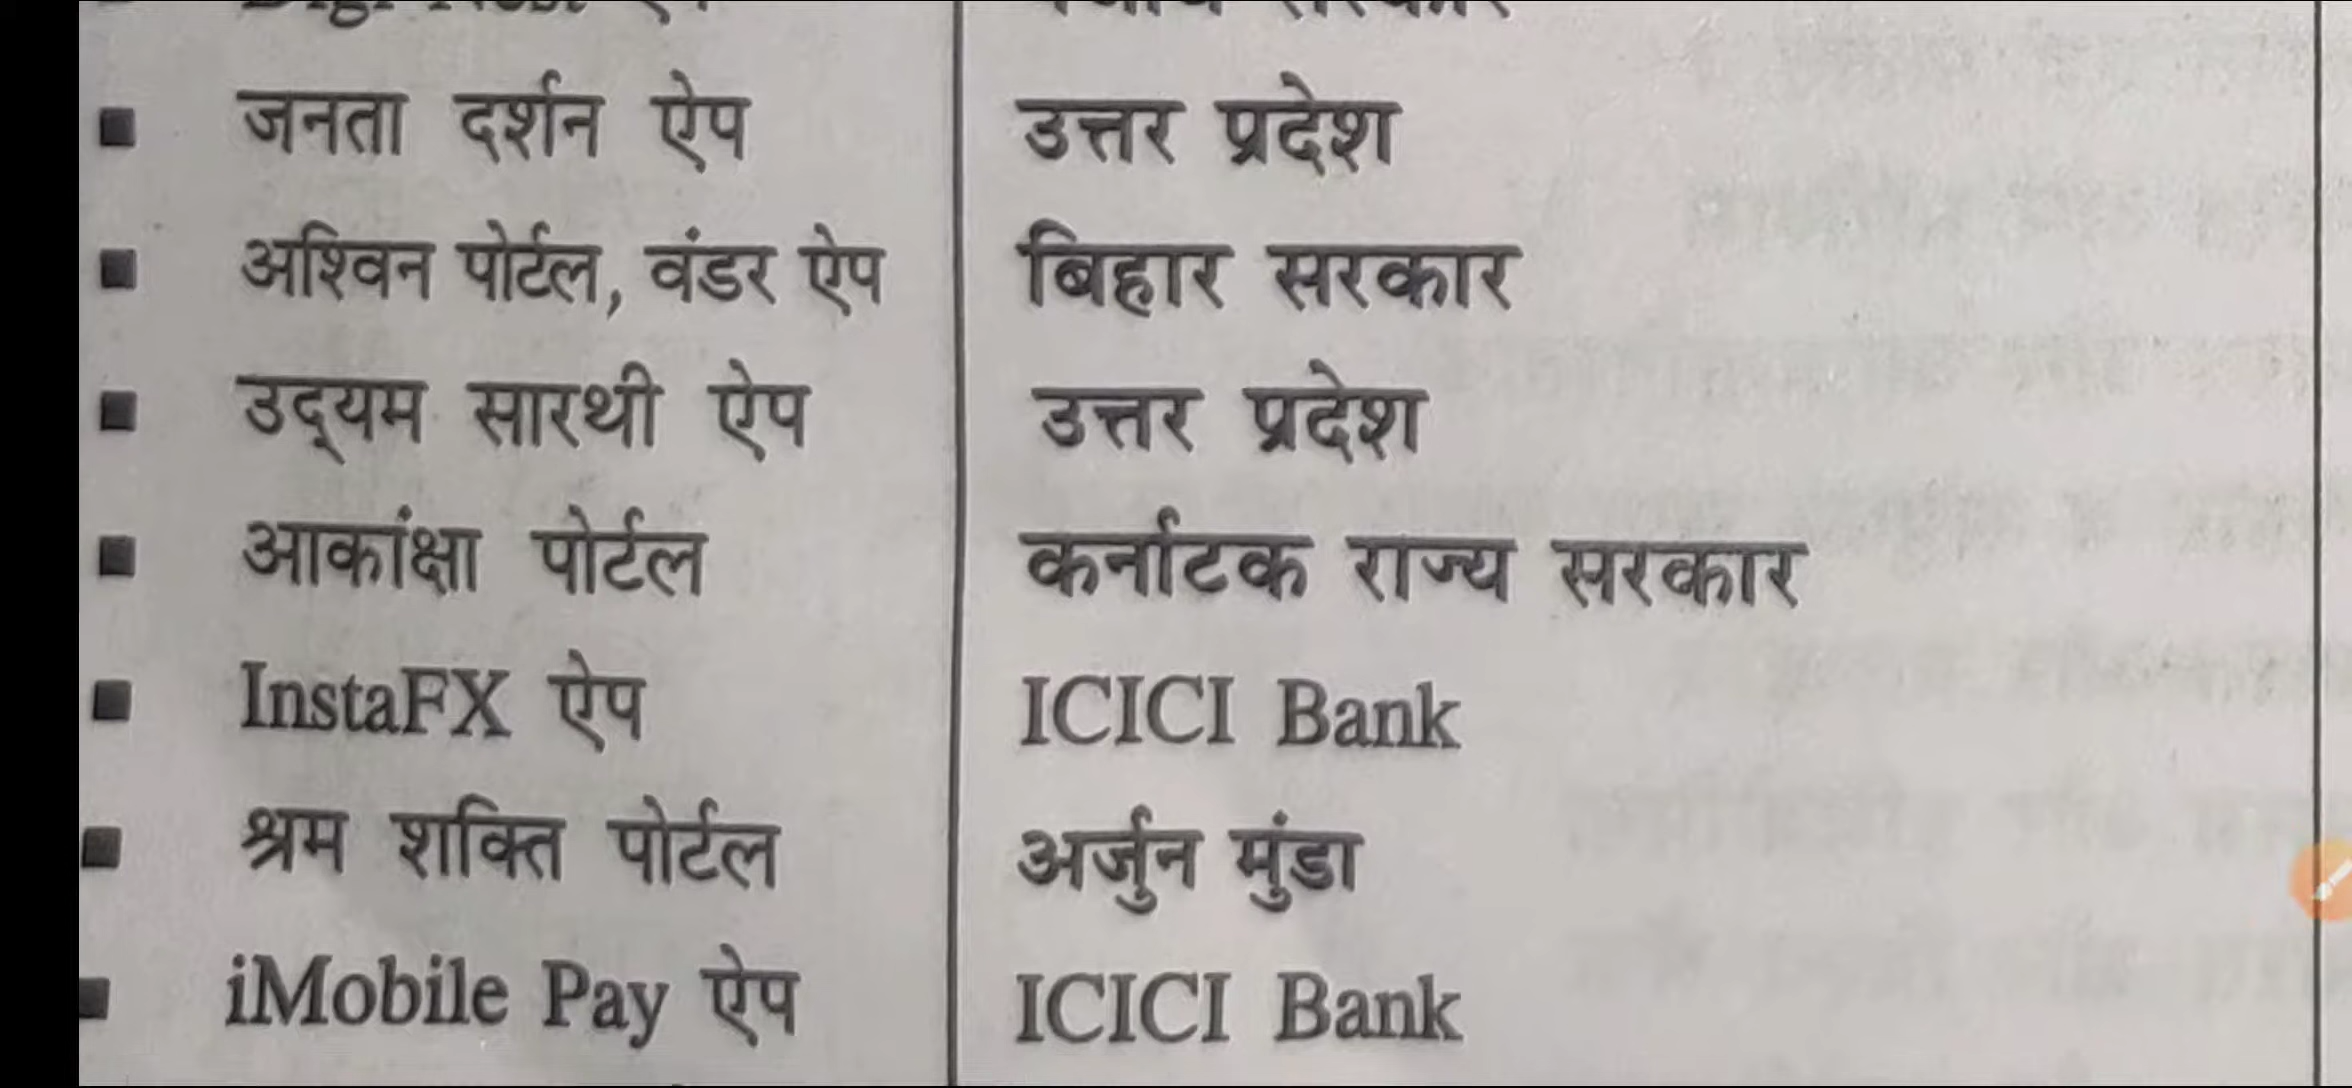 जनता दर्शन ऐप उत्तर प्रदेश
अश्विन पोर्टल, वंडर ऐप बिहार सरकार
उद्‌यम सारथी ऐप उत्तर प्रदेश
आकांक्षा पोर्टल कर्नाटक राज्य सरकार
InstaFX ऐप ICICI Bank
श्रम शक्ति पोर्टल अर्जुन मुंडा
iMobile Pay ऐप ICICI Bank